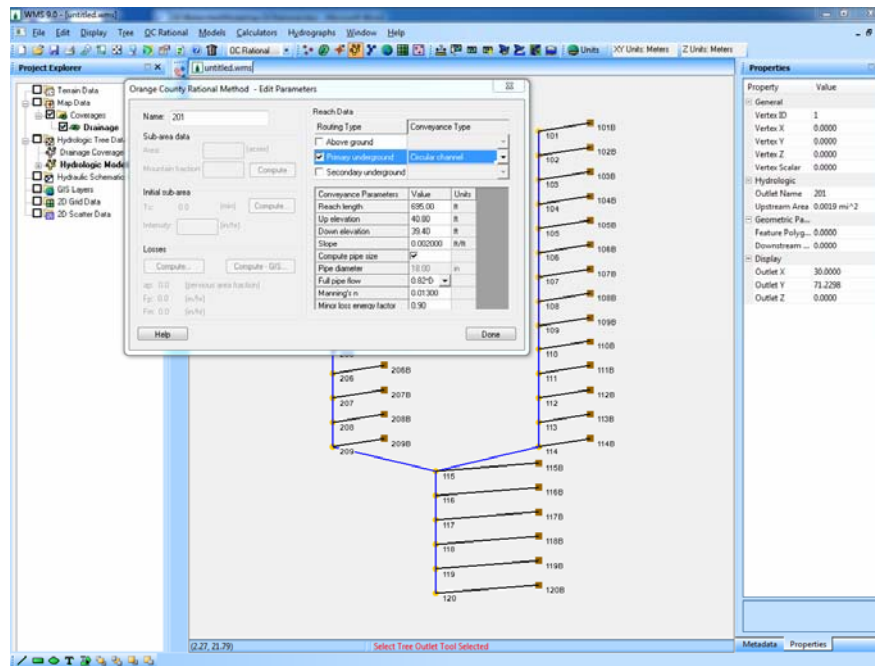 WMS 9.0 - [untitled.wms]
File Edit Display Tree OC Rational Models Calculators Hydrographs Window Help
OC Rational
Units XY Units: Meters Z Units: Meters
Project Explorer
Terrain Data
Map Data
Coverages
Drainage
Hydrologic Tree Data
Drainage Coverage
Hydrologic Mode
Hydraulic Schematic
GIS Layers
2D Grid Data
2D Scatter Data
untitled.wms
Orange County Rational Method - Edit Parameters
Name: 201
Sub-area data
Area: (acres)
Mountain fraction: Compute
Initial sub-area
Tc: 0.0 (min) Compute...
Intensity: (in/hr)
Losses
Compute... Compute - GIS...
ap: 0.0 (pervious area fraction)
Fp: 0.0 (in/hr)
Fm: 0.0 (in/hr)
Reach Data
Routing Type Conveyance Type
Above ground
Primary underground Circular channel
Secondary underground
Conveyance Parameters Value Units
Reach length 695.00 ft
Up elevation 40.80 ft
Down elevation 39.40 ft
Slope 0.002000 ft/ft
Compute pipe size
Pipe diameter 18.00 in
Full pipe flow 0.82*D
Manning's n 0.01300
Minor loss energy factor 0.90
Help Done
101 101B
102 102B
103 103B
104 104B
105 105B
106 106B
107 107B
108 108B
109 109B
110 110B
111 111B
112 112B
113 113B
114 114B
206 206B
207 207B
208 208B
209 209B
115 115B
116 116B
117 117B
118 118B
119 119B
120 120B
Properties
Property Value
General
Vertex ID 1
Vertex X 0.0000
Vertex Y 0.0000
Vertex Z 0.0000
Vertex Scalar 0.0000
Hydrologic
Outlet Name 201
Upstream Area 0.0019 mi^2
Geometric Pa...
Feature Polyg... 0.0000
Downstream ... 0.0000
Display
Outlet X 30.0000
Outlet Y 71.2298
Outlet Z 0.0000
Metadata Properties
(2.27, 21.79) Select Tree Outlet Tool Selected